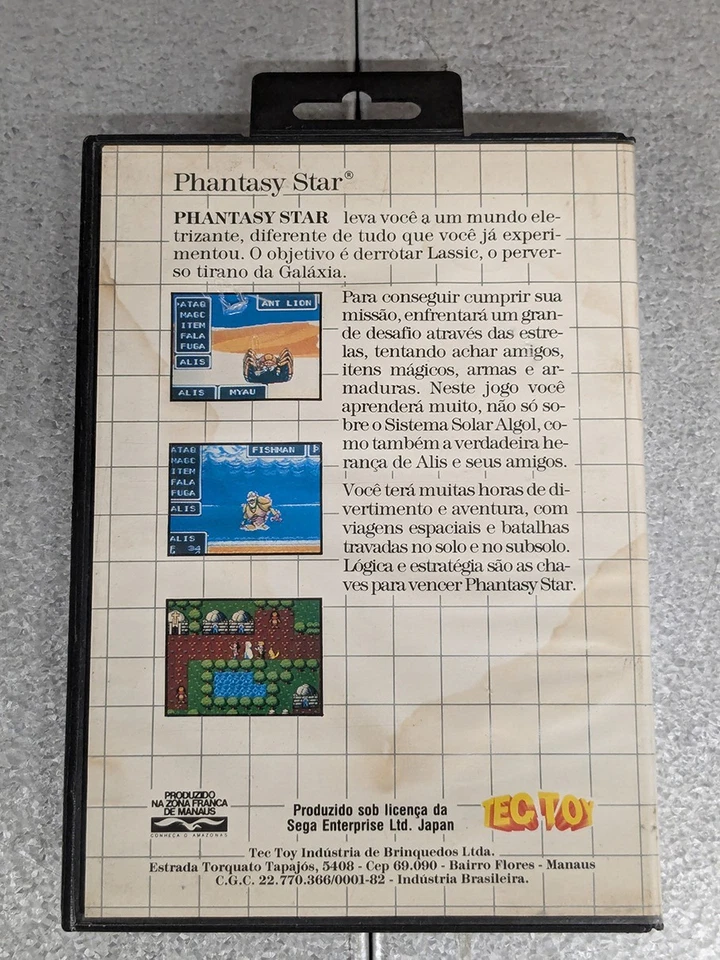 Phantasy Star®
PHANTASY STAR leva você a um mundo ele-
trizante, diferente de tudo que você já experi-
mentou. O objetivo é derrotar Lassic, o perver-
so tirano da Galáxia.
ATAQ
MAGC
ITEM
FALA
FUGA
ALIS
ANT LION
ALIS
MYAU
Para conseguir cumprir sua
missão, enfrentará um gran-
de desafio através das estre-
las, tentando achar amigos,
itens mágicos, armas e ar-
maduras. Neste jogo você
aprenderá muito, não só so-
bre o Sistema Solar Algol, co-
mo também a verdadeira he-
rança de Alis e seus amigos.
ATAQ
MAGC
ITEM
FALA
FUGA
ALIS
FISHMAN
ALIS
34
Você terá muitas horas de di-
vertimento e aventura, com
viagens espaciais e batalhas
travadas no solo e no subsolo.
Lógica e estratégia são as cha-
ves para vencer Phantasy Star.
PRODUZIDO
NA ZONA FRANCA
DE MANAUS
CONHEÇA O AMAZONAS
Produzido sob licença da
Sega Enterprise Ltd. Japan
TEC TOY
Tec Toy Indústria de Brinquedos Ltda.
Estrada Torquato Tapajós, 5408 - Cep 69.090 - Bairro Flores - Manaus
C.G.C. 22.770.366/0001-82 - Indústria Brasileira.